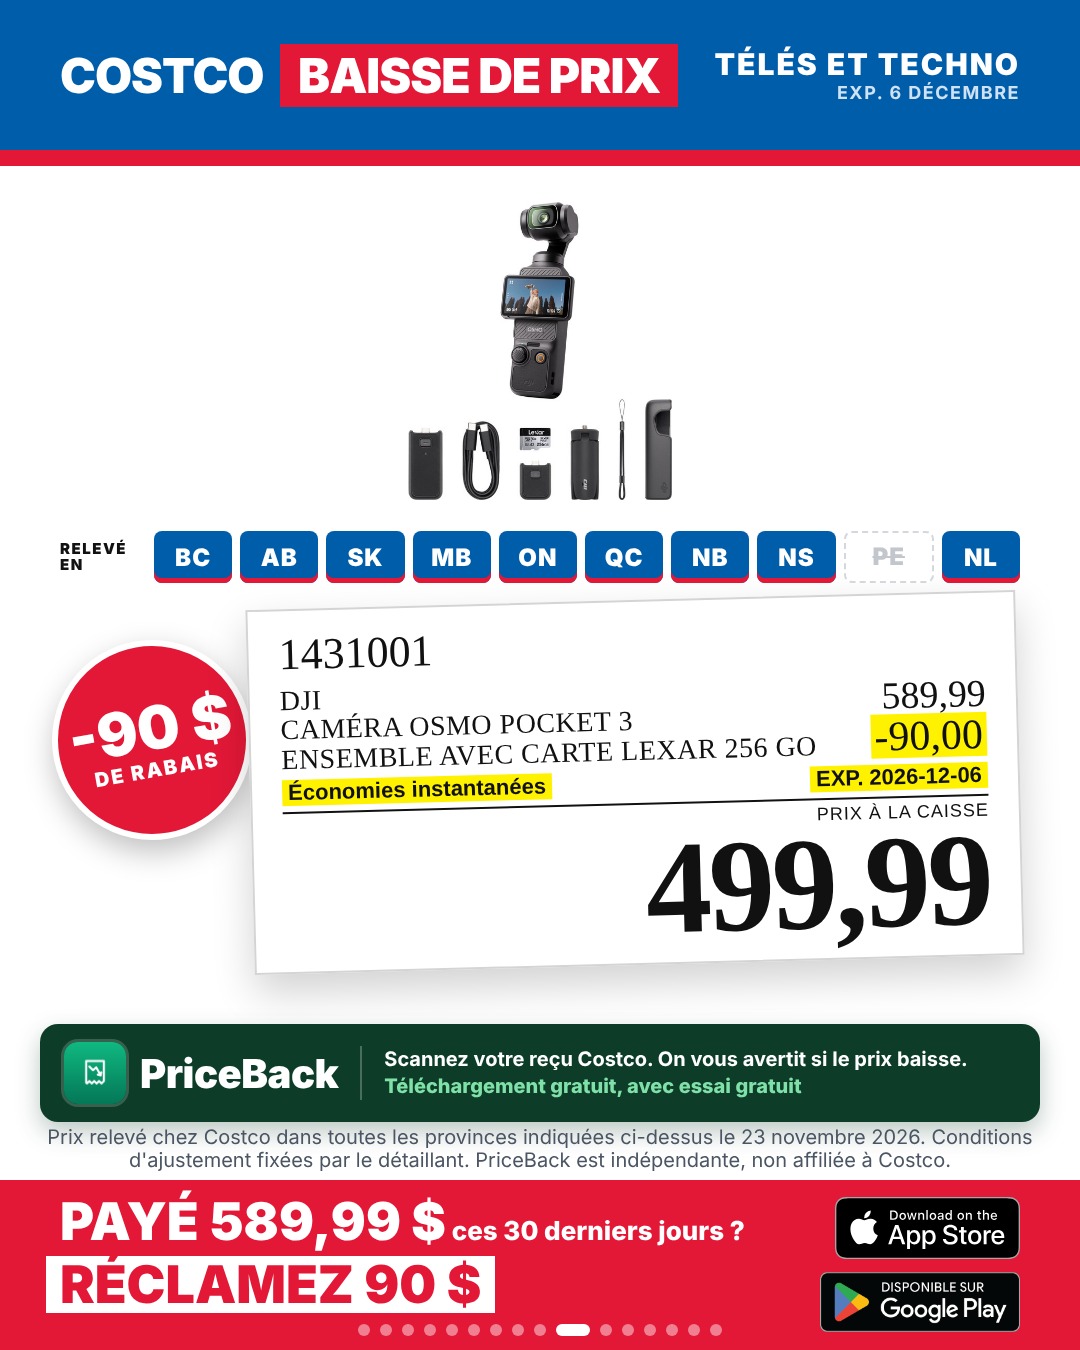 COSTCO BAISSE DE PRIX
TÉLÉS ET TECHNO
EXP. 6 DÉCEMBRE
OSMO
Lexar
RELEVÉ EN
BC AB SK MB ON QC NB NS PE NL
-90 $
DE RABAIS
1431001
DJI
CAMÉRA OSMO POCKET 3
ENSEMBLE AVEC CARTE LEXAR 256 GO
Économies instantanées
589,99
-90,00
EXP. 2026-12-06
PRIX À LA CAISSE
499,99
PriceBack
Scannez votre reçu Costco. On vous avertit si le prix baisse.
Téléchargement gratuit, avec essai gratuit
Prix relevé chez Costco dans toutes les provinces indiquées ci-dessus le 23 novembre 2026. Conditions
d'ajustement fixées par le détaillant. PriceBack est indépendante, non affiliée à Costco.
PAYÉ 589,99 $ ces 30 derniers jours ?
RÉCLAMEZ 90 $
Download on the
App Store
DISPONIBLE SUR
Google Play